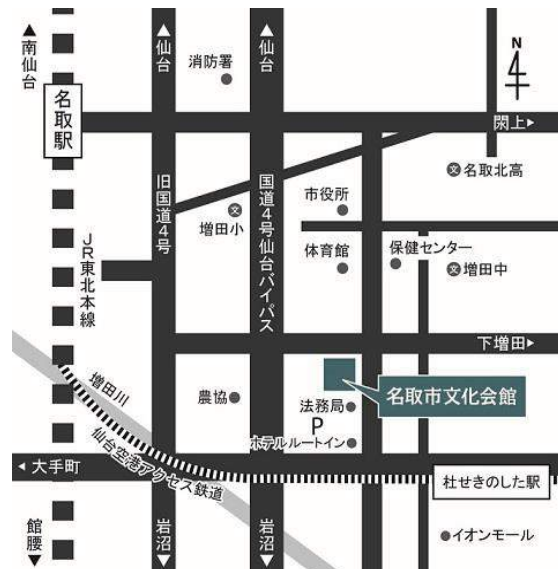 ▲南仙台
▲仙台
▲仙台
消防署
N
名取駅
閖上▶
旧国道4号
国道4号仙台バイパス
文名取北高
市役所
文
増田小
JR東北本線
体育館
保健センター
文増田中
下増田▶
増田川
農協
名取市文化会館
法務局
P
ホテルルートイン
◀大手町
仙台空港アクセス鉄道
杜せきのした駅
館腰▼
岩沼▼
岩沼▼
イオンモール